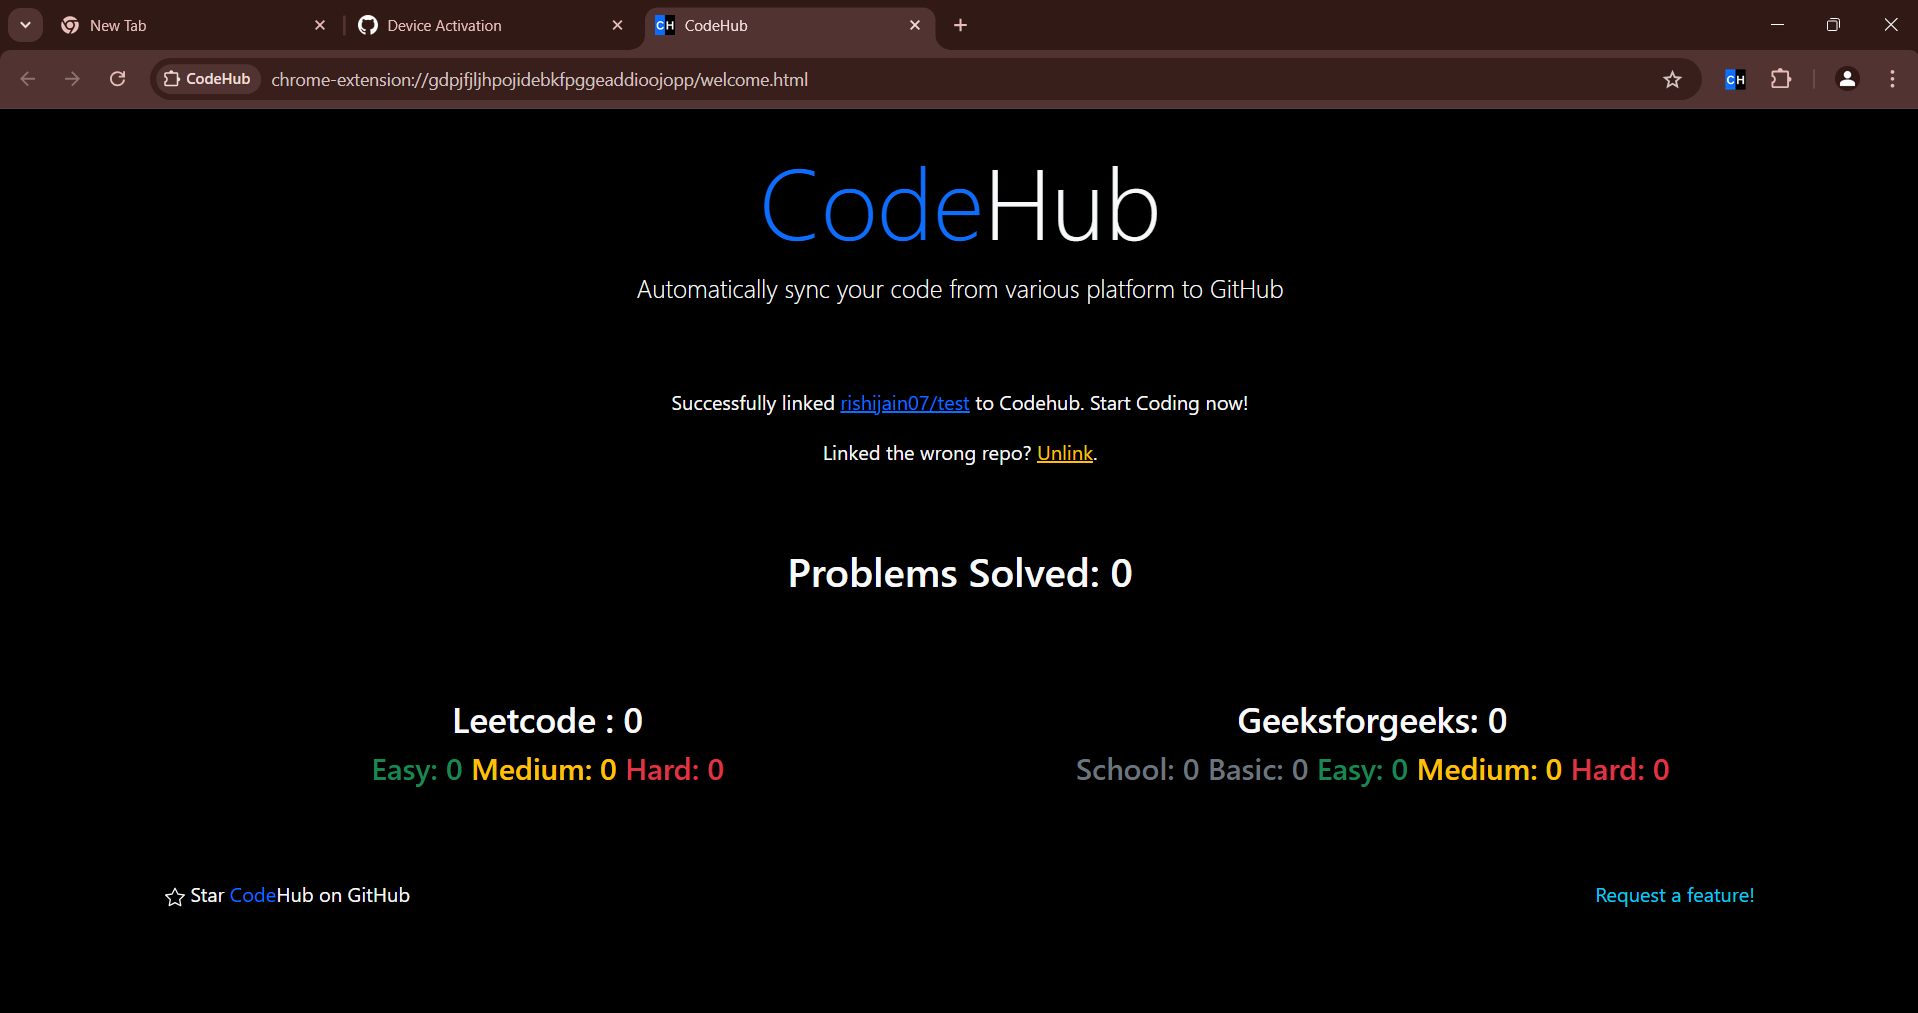 New Tab
Device Activation
CH CodeHub
CodeHub
chrome-extension://gdpjfjljhpojidebkfpggeaddioojopp/welcome.html
CH
CodeHub
Automatically sync your code from various platform to GitHub
Successfully linked rishijain07/test to Codehub. Start Coding now!
Linked the wrong repo? Unlink.
Problems Solved: 0
Leetcode : 0
Easy: 0 Medium: 0 Hard: 0
Geeksforgeeks: 0
School: 0 Basic: 0 Easy: 0 Medium: 0 Hard: 0
Star CodeHub on GitHub
Request a feature!